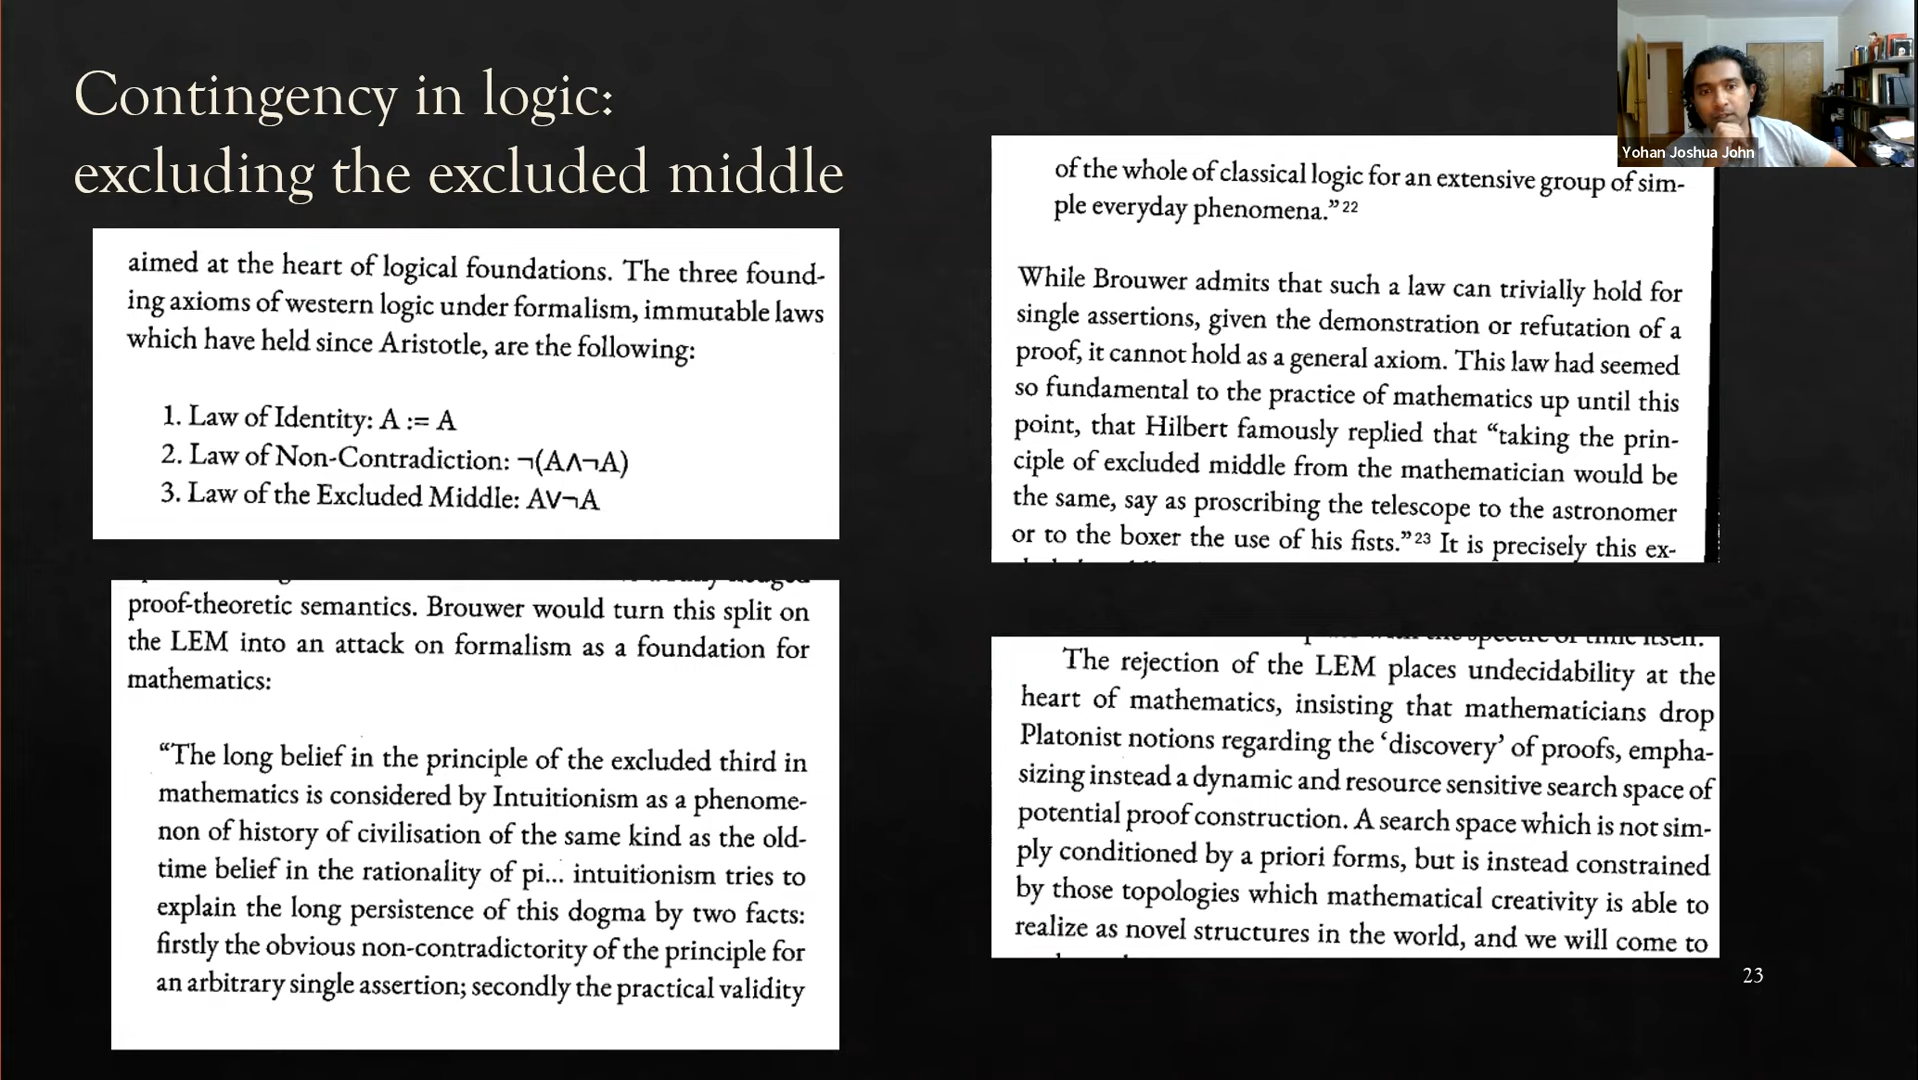 Contingency in logic:
excluding the excluded middle
aimed at the heart of logical foundations. The three found-
ing axioms of western logic under formalism, immutable laws
which have held since Aristotle, are the following:
1. Law of Identity: A := A
2. Law of Non-Contradiction: ¬(A∧¬A)
3. Law of the Excluded Middle: A∨¬A
proof-theoretic semantics. Brouwer would turn this split on
the LEM into an attack on formalism as a foundation for
mathematics:
“The long belief in the principle of the excluded third in
mathematics is considered by Intuitionism as a phenome-
non of history of civilisation of the same kind as the old-
time belief in the rationality of pi... intuitionism tries to
explain the long persistence of this dogma by two facts:
firstly the obvious non-contradictority of the principle for
an arbitrary single assertion; secondly the practical validity
of the whole of classical logic for an extensive group of sim-
ple everyday phenomena.”22
While Brouwer admits that such a law can trivially hold for
single assertions, given the demonstration or refutation of a
proof, it cannot hold as a general axiom. This law had seemed
so fundamental to the practice of mathematics up until this
point, that Hilbert famously replied that “taking the prin-
ciple of excluded middle from the mathematician would be
the same, say as proscribing the telescope to the astronomer
or to the boxer the use of his fists.”23 It is precisely this ex-
the spectre of time itself.
The rejection of the LEM places undecidability at the
heart of mathematics, insisting that mathematicians drop
Platonist notions regarding the ‘discovery’ of proofs, empha-
sizing instead a dynamic and resource sensitive search space of
potential proof construction. A search space which is not sim-
ply conditioned by a priori forms, but is instead constrained
by those topologies which mathematical creativity is able to
realize as novel structures in the world, and we will come to
23
Yohan Joshua John